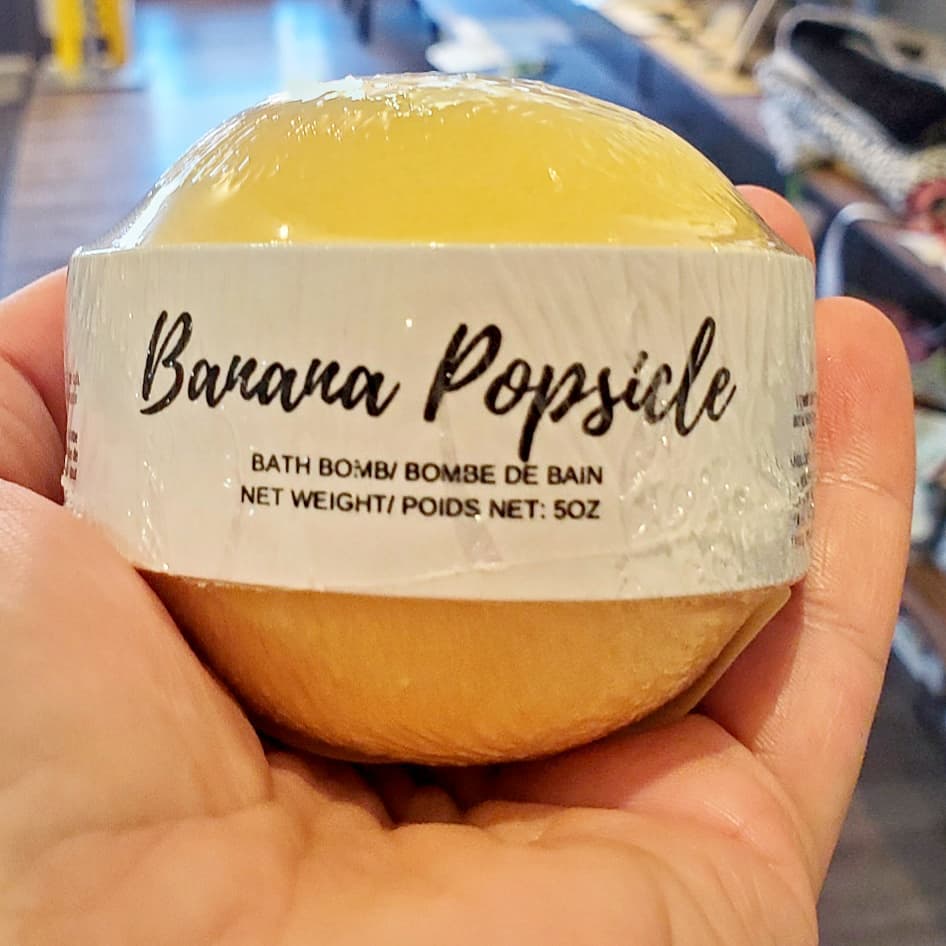 Banana Popsicle
BATH BOMB/ BOMBE DE BAIN
NET WEIGHT/ POIDS NET: 5OZ